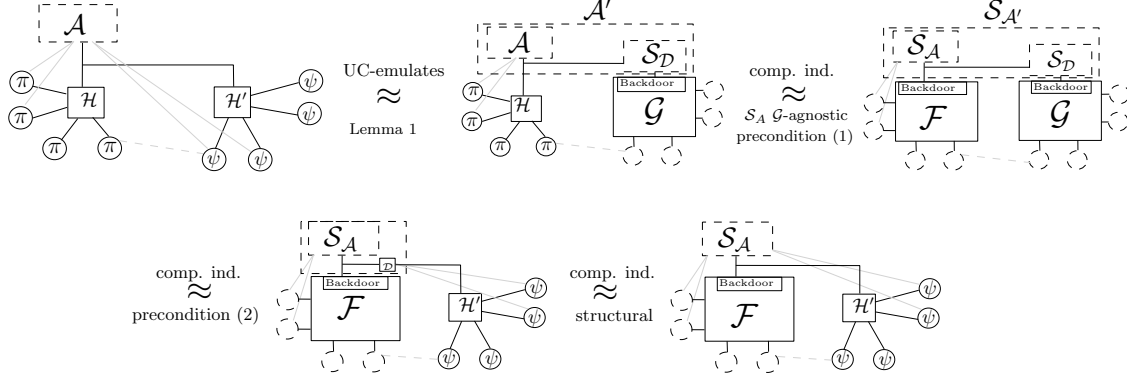 𝒜
π
π
ℋ
π
π
ℋ′
ψ
ψ
ψ
ψ
UC-emulates
≈
Lemma 1
𝒜′
𝒜
𝒮_𝒟
π
π
ℋ
π
π
Backdoor
𝒢
comp. ind.
≈
𝒮_A 𝒢-agnostic
precondition (1)
𝒮_𝒜′
𝒮_𝒜
𝒮_𝒟
Backdoor
ℱ
Backdoor
𝒢
comp. ind.
≈
precondition (2)
𝒮_𝒜
𝒟
Backdoor
ℱ
ℋ′
ψ
ψ
ψ
ψ
comp. ind.
≈
structural
𝒮_𝒜
Backdoor
ℱ
ℋ′
ψ
ψ
ψ
ψ